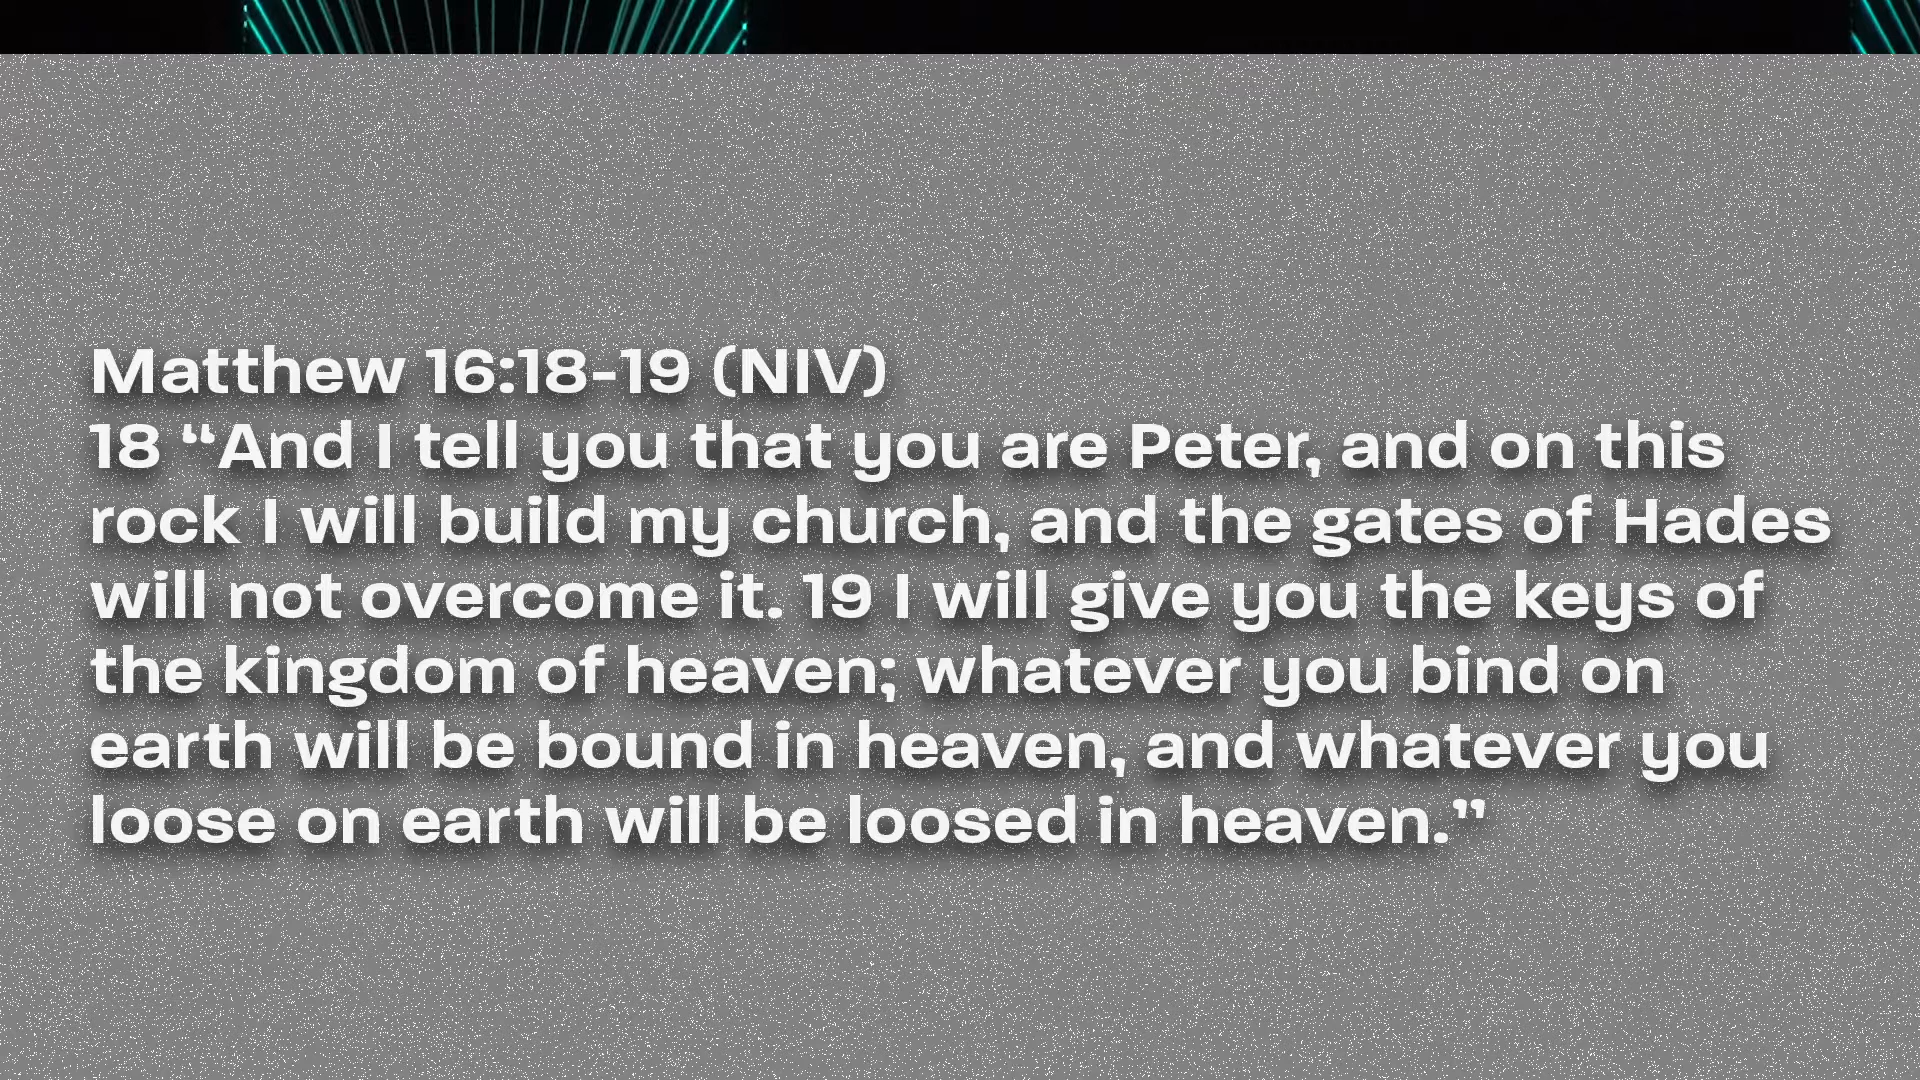 Matthew 16:18-19 (NIV)
18 “And I tell you that you are Peter, and on this
rock I will build my church, and the gates of Hades
will not overcome it. 19 I will give you the keys of
the kingdom of heaven; whatever you bind on
earth will be bound in heaven, and whatever you
loose on earth will be loosed in heaven.”